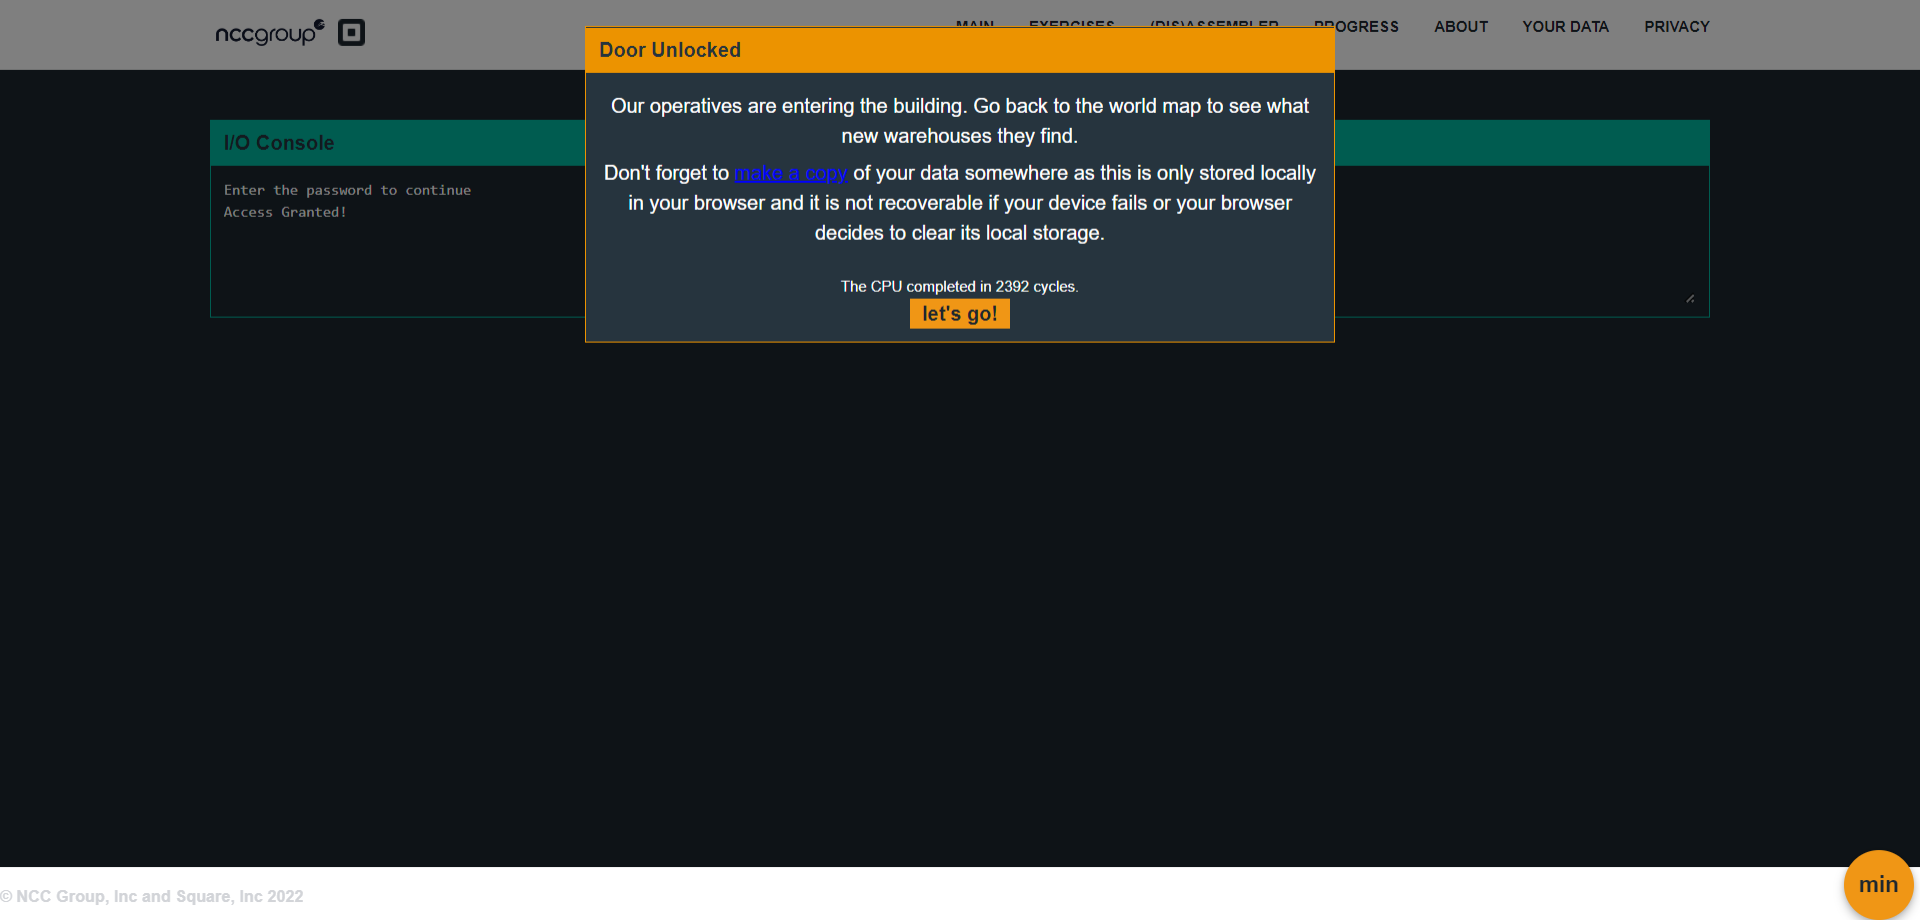 nccgroup
MAIN EXERCISES (DIS)ASSEMBLER PROGRESS ABOUT YOUR DATA PRIVACY
Door Unlocked
Our operatives are entering the building. Go back to the world map to see what
new warehouses they find.
Don't forget to make a copy of your data somewhere as this is only stored locally
in your browser and it is not recoverable if your device fails or your browser
decides to clear its local storage.
The CPU completed in 2392 cycles.
let's go!
I/O Console
Enter the password to continue
Access Granted!
© NCC Group, Inc and Square, Inc 2022
min